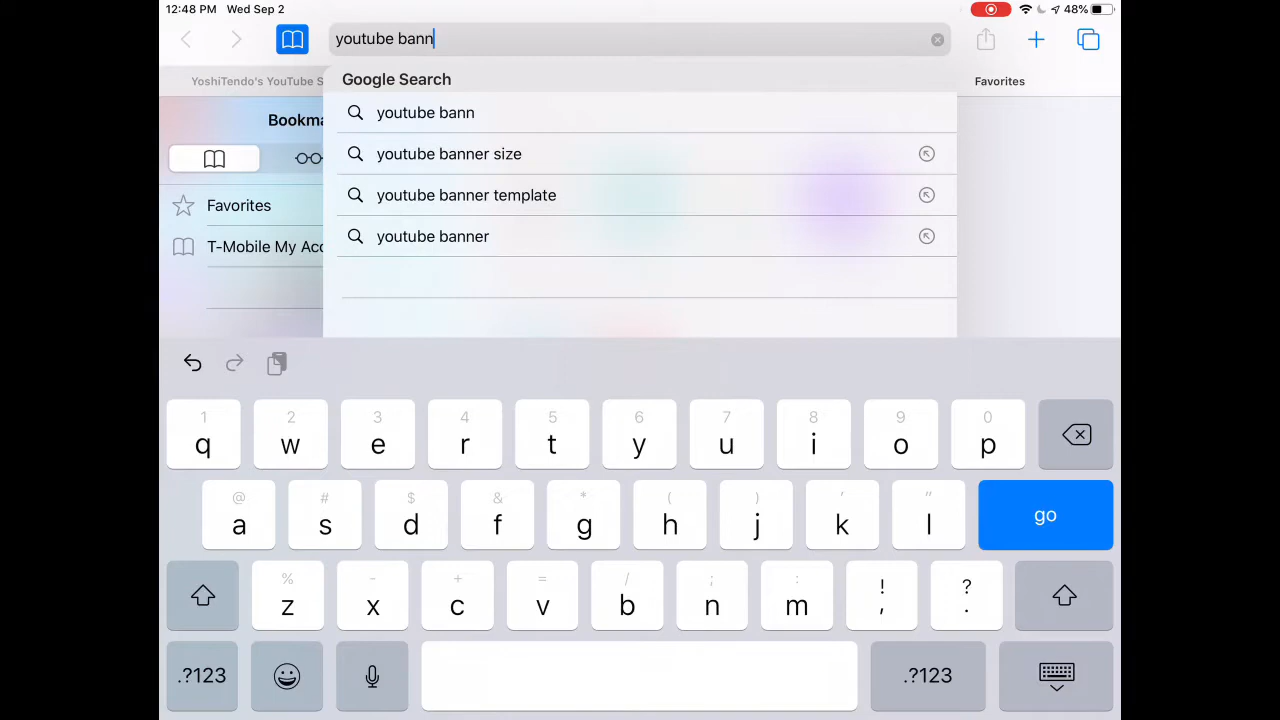 12:48 PM Wed Sep 2
48%
youtube bann
YoshiTendo's YouTube S
Favorites
Google Search
Bookma
youtube bann
youtube banner size
youtube banner template
youtube banner
Favorites
T-Mobile My Acc
1 2 3 4 5 6 7 8 9 0
q w e r t y u i o p
@ # $ & * ( ) ' "
a s d f g h j k l go
% - + = / ; : ! ?
z x c v b n m , .
.?123 .?123